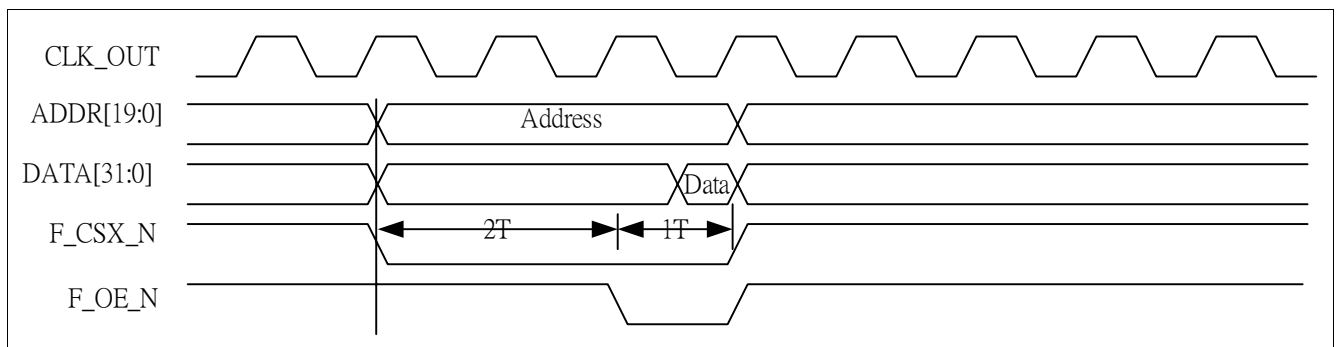 CLK_OUT
ADDR[19:0]
Address
DATA[31:0]
Data
F_CSX_N
2T
1T
F_OE_N